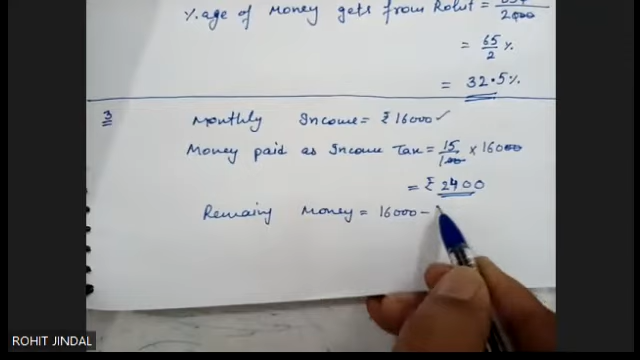 %.age of Money gets from Rohit = 
2000
= 65/2 %
= 32.5%
3 Monthly Income = ₹ 16000 ✓
Money paid as Income Tax = 15/100 × 16000
= ₹ 2400
Remaining Money = 16000 –
ROHIT JINDAL